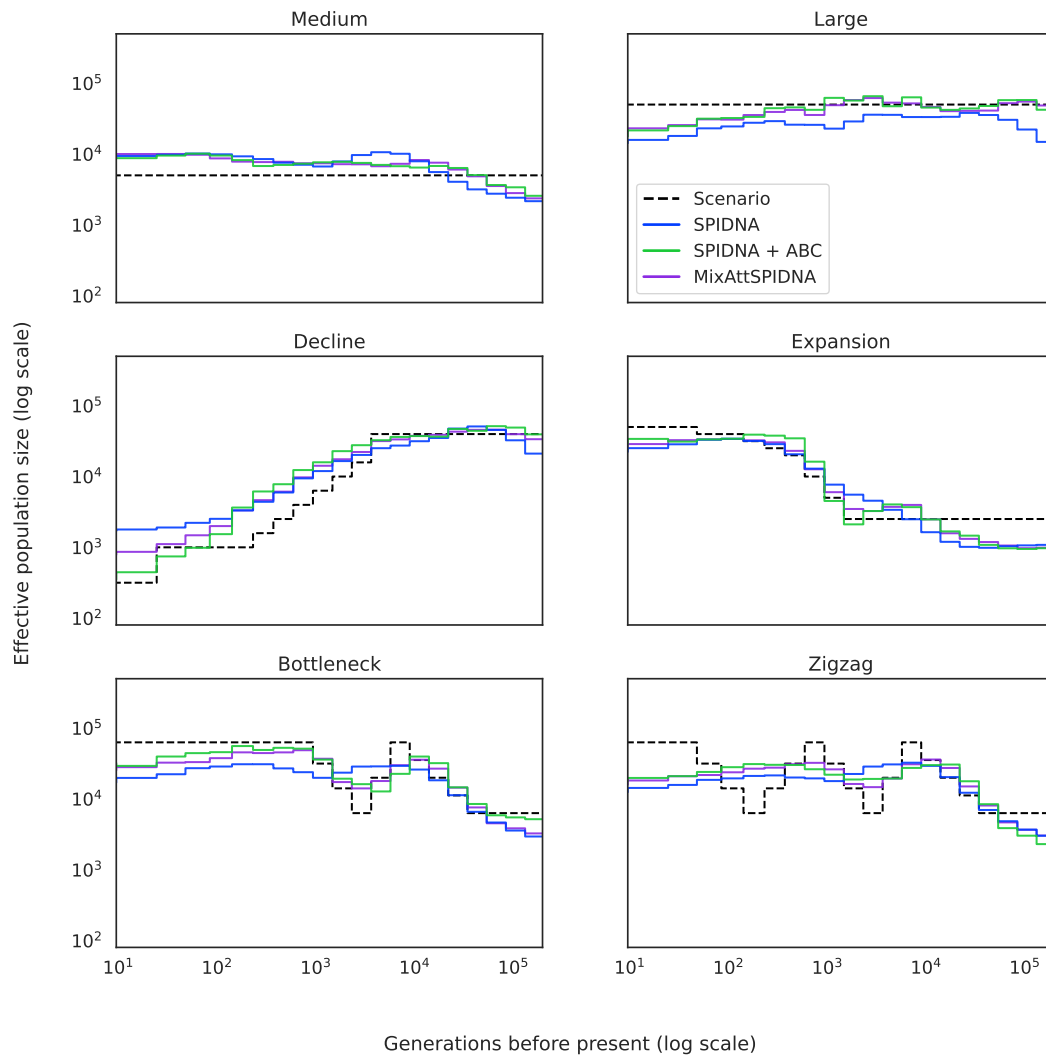 Medium
Large
10^5
10^4
10^3
10^2
Scenario
SPIDNA
SPIDNA + ABC
MixAttSPIDNA
Decline
Expansion
10^5
10^4
10^3
10^2
Effective population size (log scale)
Bottleneck
Zigzag
10^5
10^4
10^3
10^2
10^1 10^2 10^3 10^4 10^5
10^1 10^2 10^3 10^4 10^5
Generations before present (log scale)